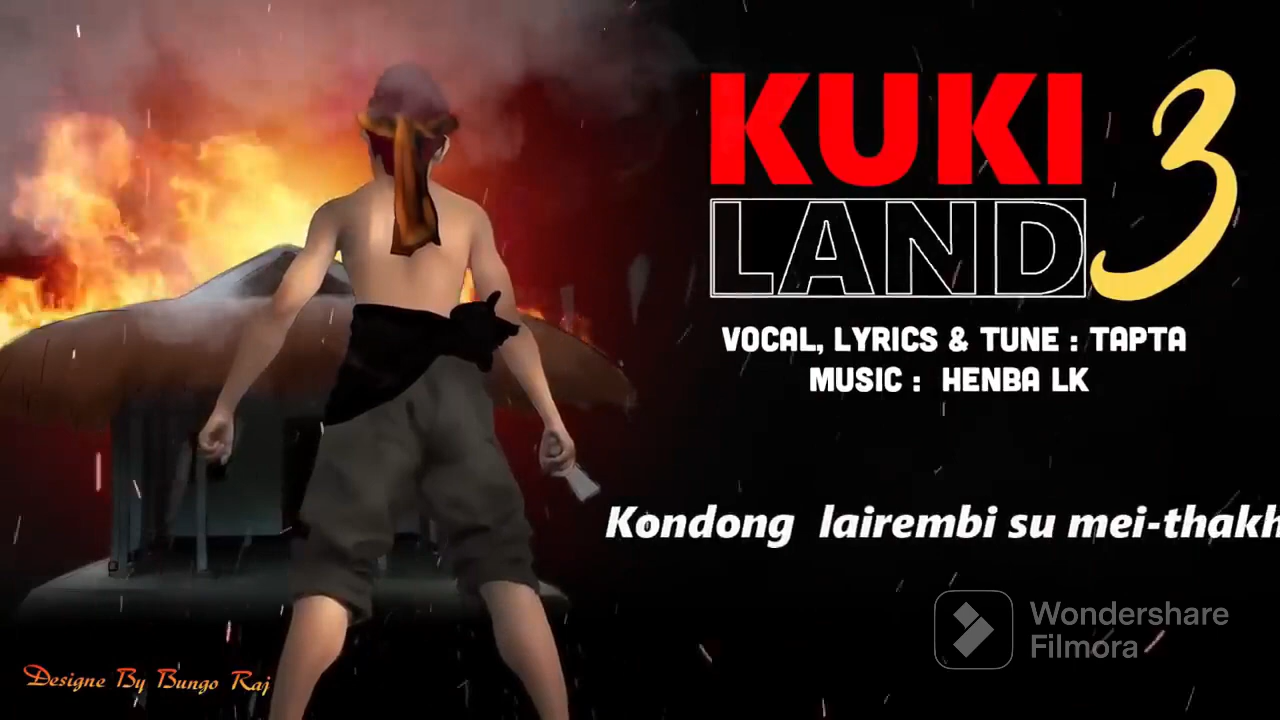 KUKI
LAND 3
VOCAL, LYRICS & TUNE : TAPTA
MUSIC : HENBA LK
Kondong lairembi su mei-thakh
Wondershare
Filmora
Designe By Bungo Raj